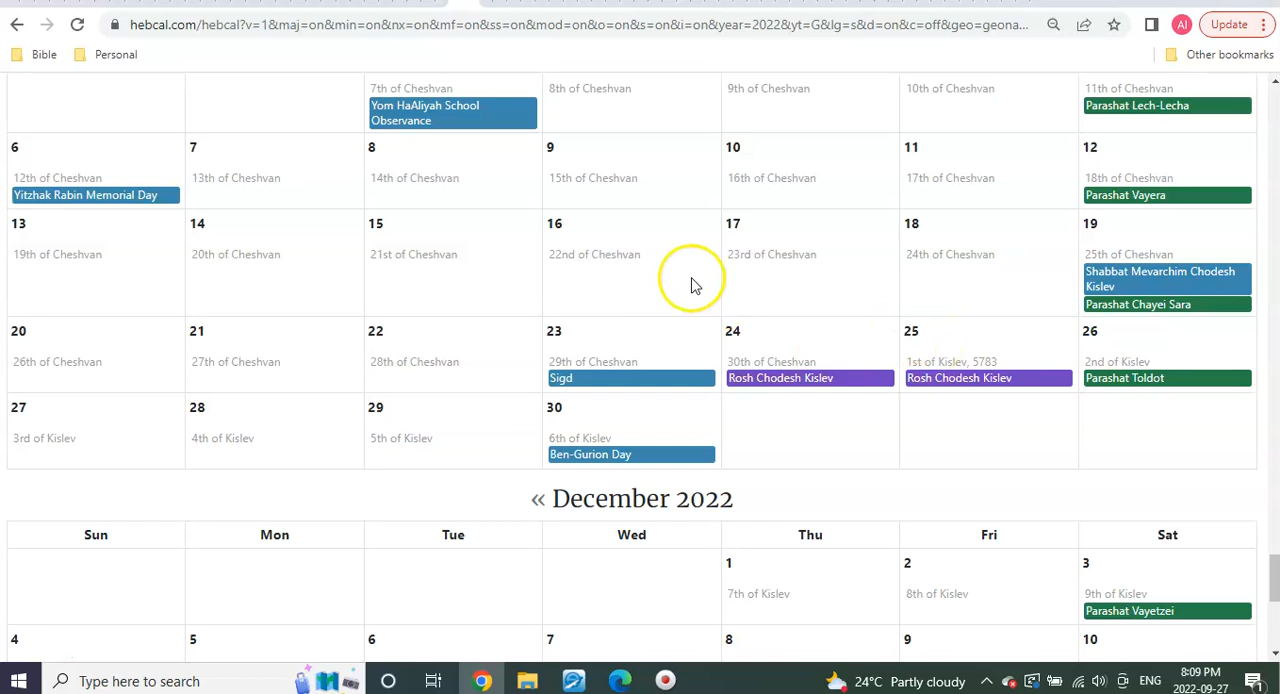 hebcal.com/hebcal?v=1&maj=on&min=on&nx=on&mf=on&ss=on&mod=on&o=on&s=on&i=on&year=2022&yt=G&lg=s&d=on&c=off&geo=geona...
AI
Update
Bible
Personal
Other bookmarks
7th of Cheshvan
8th of Cheshvan
9th of Cheshvan
10th of Cheshvan
11th of Cheshvan
Yom HaAliyah School
Observance
Parashat Lech-Lecha
6
7
8
9
10
11
12
12th of Cheshvan
13th of Cheshvan
14th of Cheshvan
15th of Cheshvan
16th of Cheshvan
17th of Cheshvan
18th of Cheshvan
Yitzhak Rabin Memorial Day
Parashat Vayera
13
14
15
16
17
18
19
19th of Cheshvan
20th of Cheshvan
21st of Cheshvan
22nd of Cheshvan
23rd of Cheshvan
24th of Cheshvan
25th of Cheshvan
Shabbat Mevarchim Chodesh
Kislev
Parashat Chayei Sara
20
21
22
23
24
25
26
26th of Cheshvan
27th of Cheshvan
28th of Cheshvan
29th of Cheshvan
30th of Cheshvan
1st of Kislev, 5783
2nd of Kislev
Sigd
Rosh Chodesh Kislev
Rosh Chodesh Kislev
Parashat Toldot
27
28
29
30
3rd of Kislev
4th of Kislev
5th of Kislev
6th of Kislev
Ben-Gurion Day
« December 2022
Sun
Mon
Tue
Wed
Thu
Fri
Sat
1
2
3
7th of Kislev
8th of Kislev
9th of Kislev
Parashat Vayetzei
4
5
6
7
8
9
10
Type here to search
24°C Partly cloudy
ENG
8:09 PM
2022-09-27
1